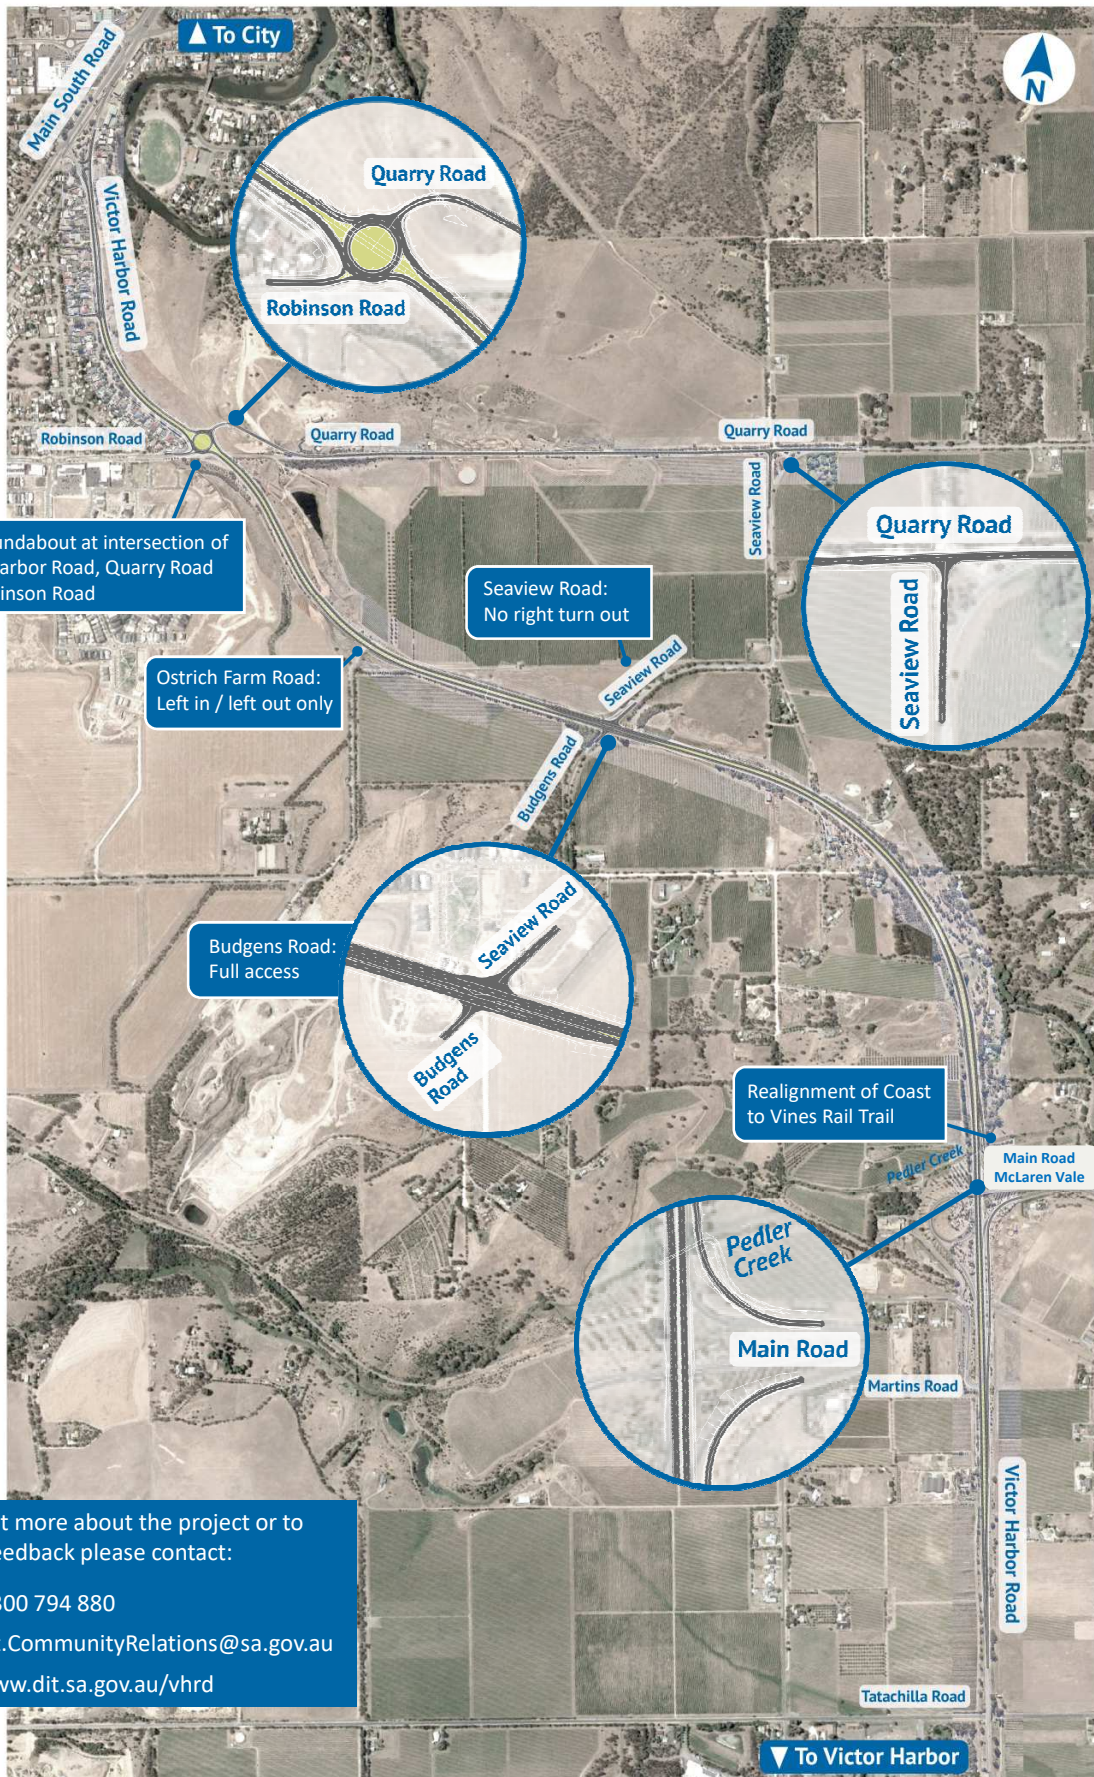 To City
N
Main South Road
Victor Harbor Road
Quarry Road
Robinson Road
Robinson Road
Quarry Road
Quarry Road
Seaview Road
Quarry Road
Seaview Road
undabout at intersection of
arbor Road, Quarry Road
inson Road
Seaview Road:
No right turn out
Seaview Road
Ostrich Farm Road:
Left in / left out only
Budgens Road
Budgens Road:
Full access
Seaview Road
Budgens
Road
Realignment of Coast
to Vines Rail Trail
Pedler Creek
Main Road
McLaren Vale
Pedler
Creek
Main Road
Martins Road
Victor Harbor Road
t more about the project or to
eedback please contact:
300 794 880
.CommunityRelations@sa.gov.au
ww.dit.sa.gov.au/vhrd
Tatachilla Road
To Victor Harbor